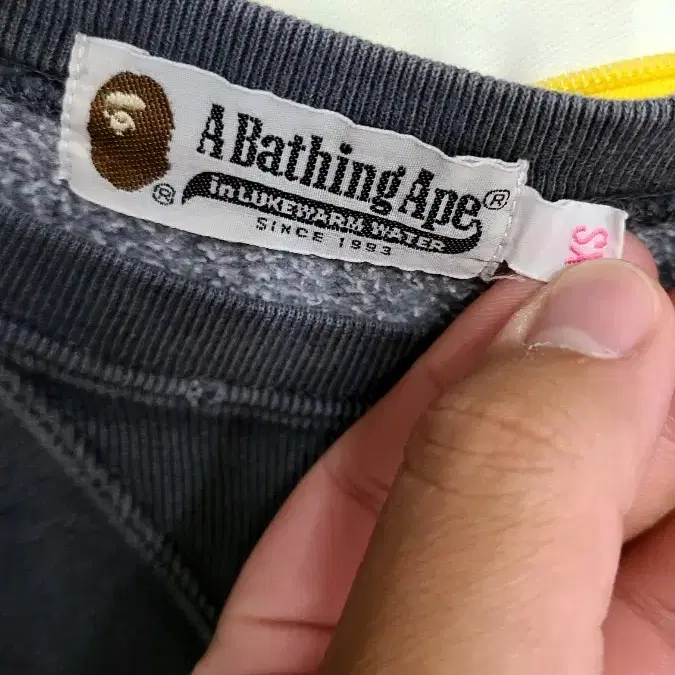 A Bathing Ape®
in LUKEWARM WATER
SINCE 1993
®